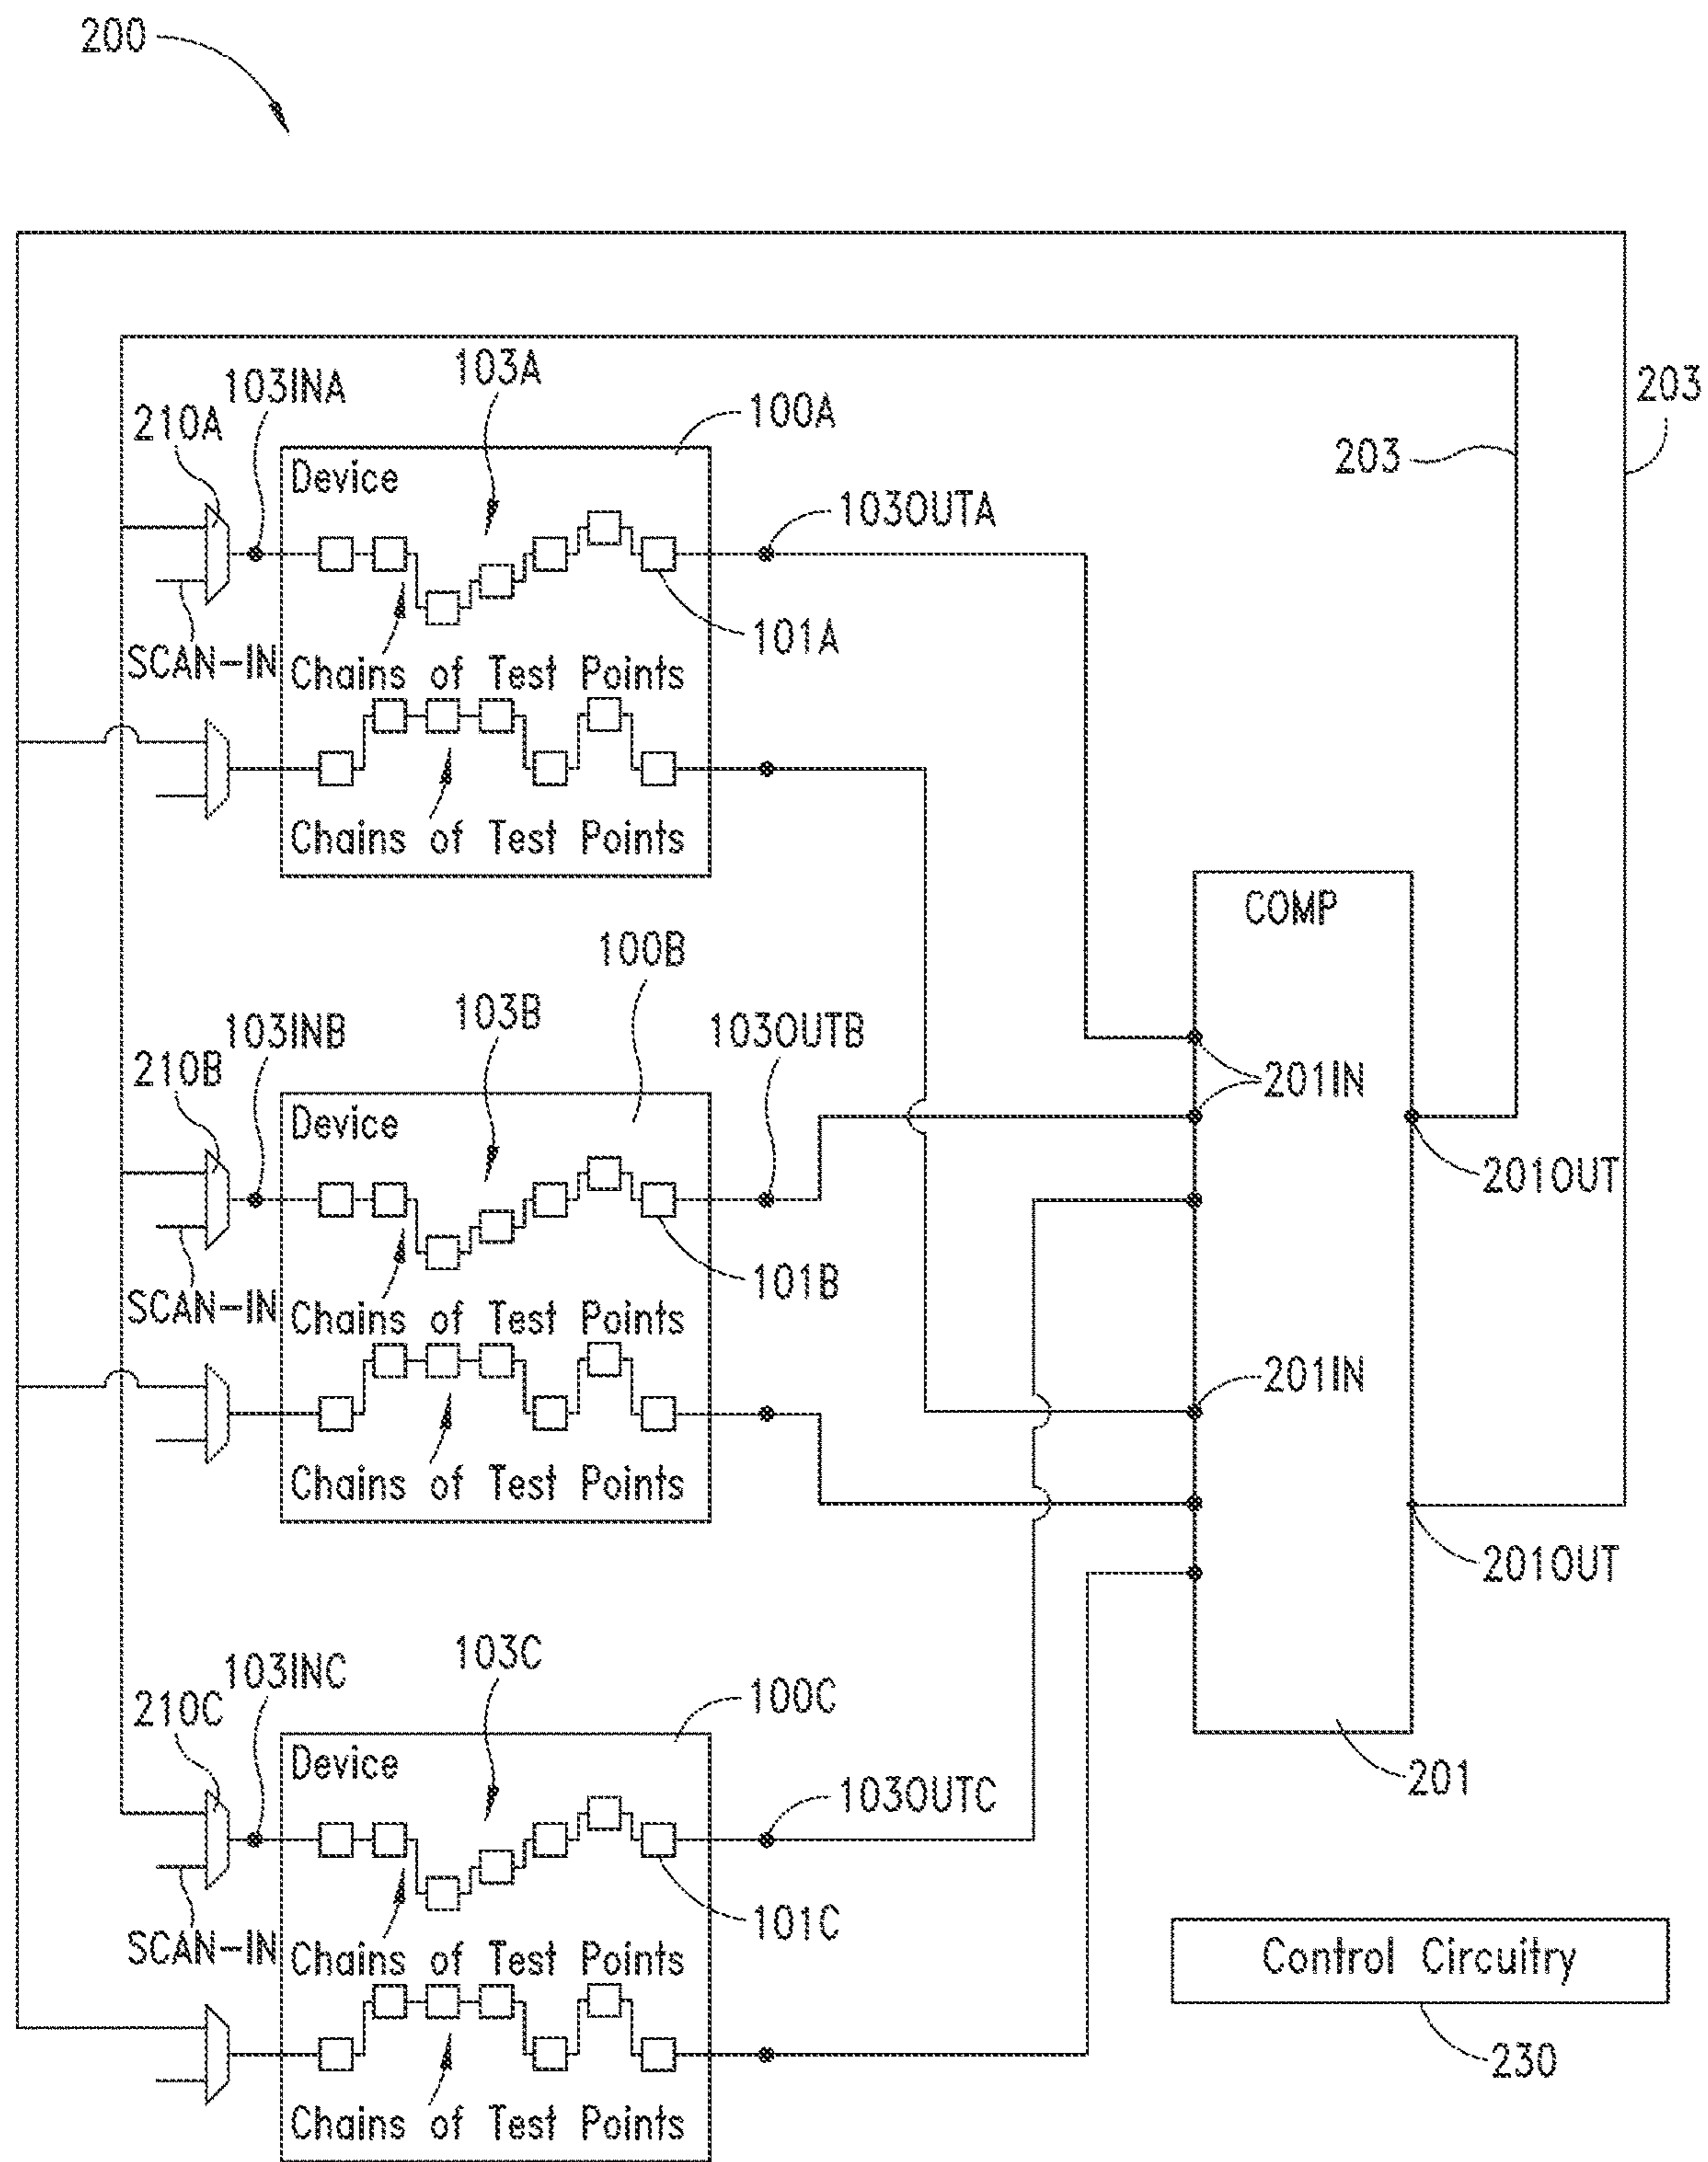 200
203
203
103INA
103A
100A
210A
Device
103OUTA
101A
SCAN-IN
Chains of Test Points
Chains of Test Points
COMP
100B
103INB
103B
103OUTB
210B
201IN
Device
201OUT
101B
SCAN-IN
Chains of Test Points
201IN
Chains of Test Points
201OUT
103INC
103C
100C
210C
Device
103OUTC
201
101C
SCAN-IN
Chains of Test Points
Control Circuitry
230
Chains of Test Points